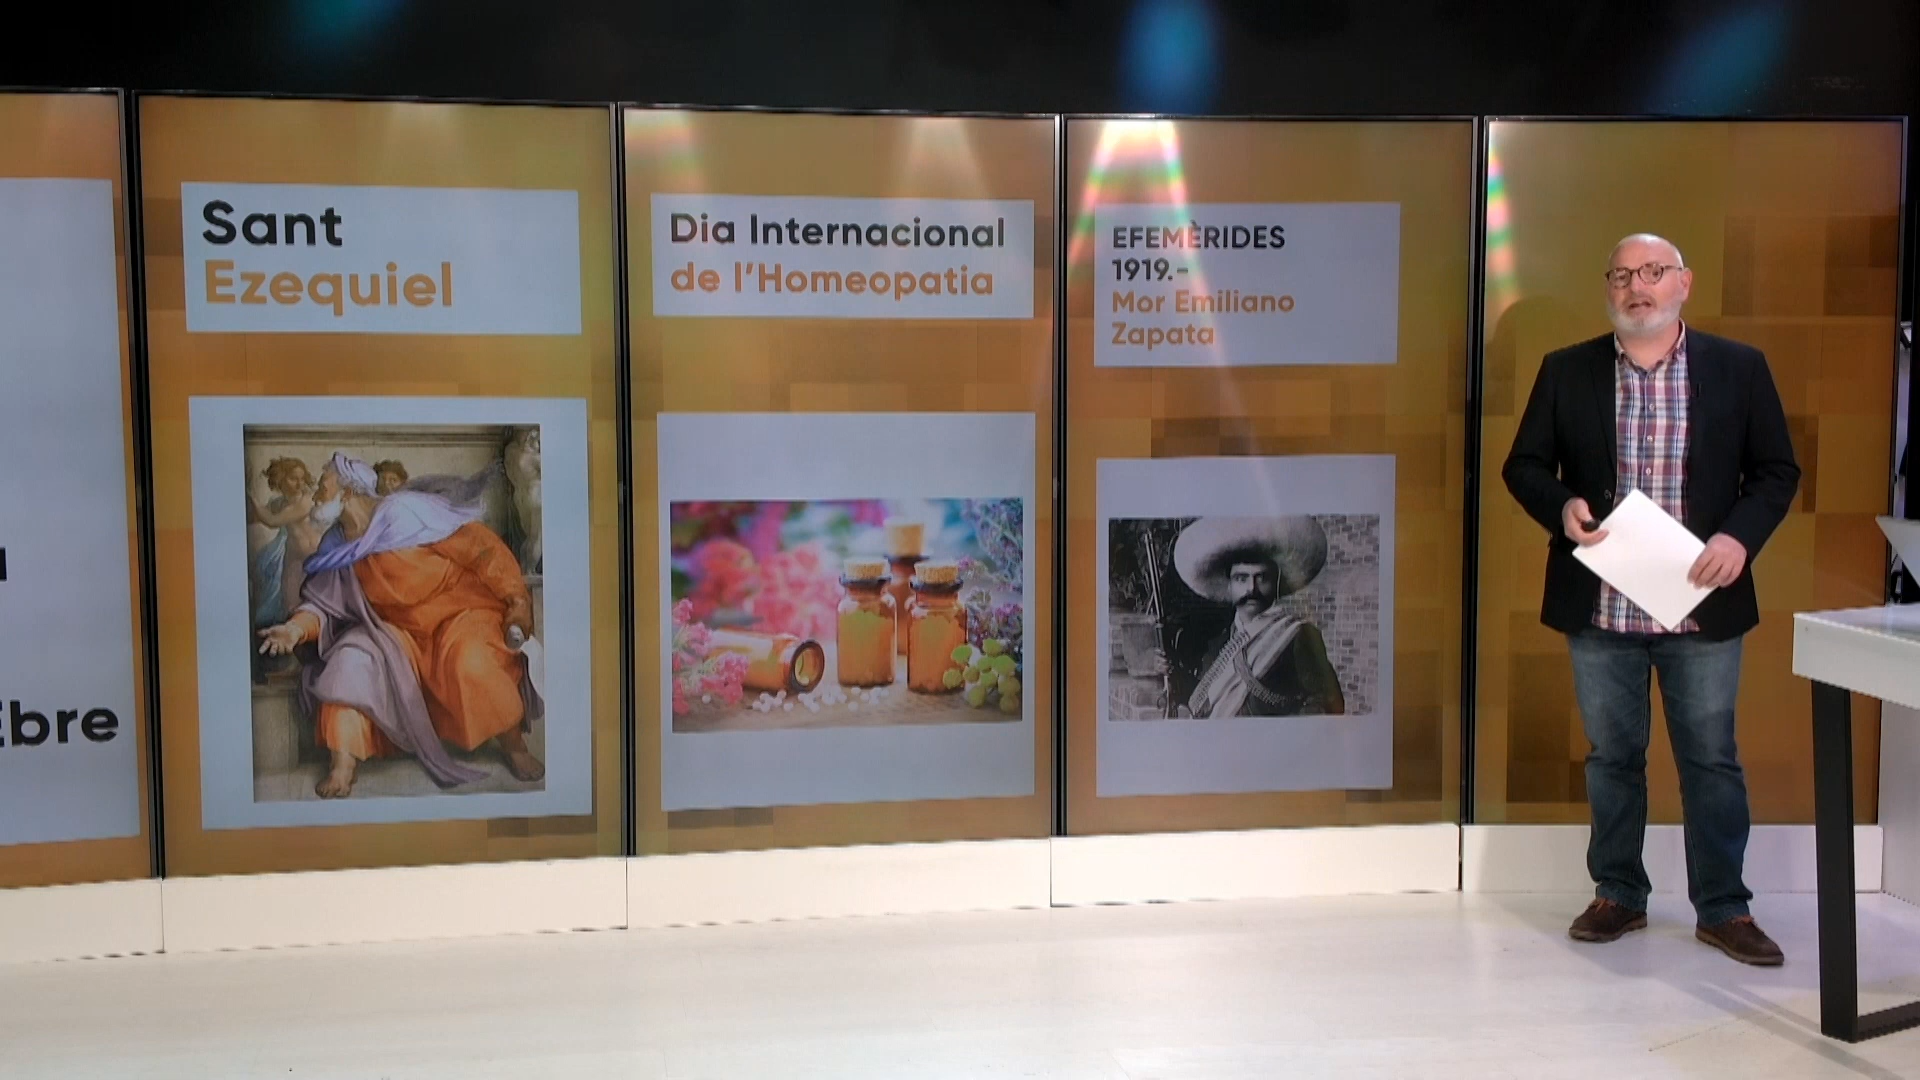 Ebre
Sant
Ezequiel
Dia Internacional
de l'Homeopatia
EFEMÈRIDES
1919.-
Mor Emiliano
Zapata